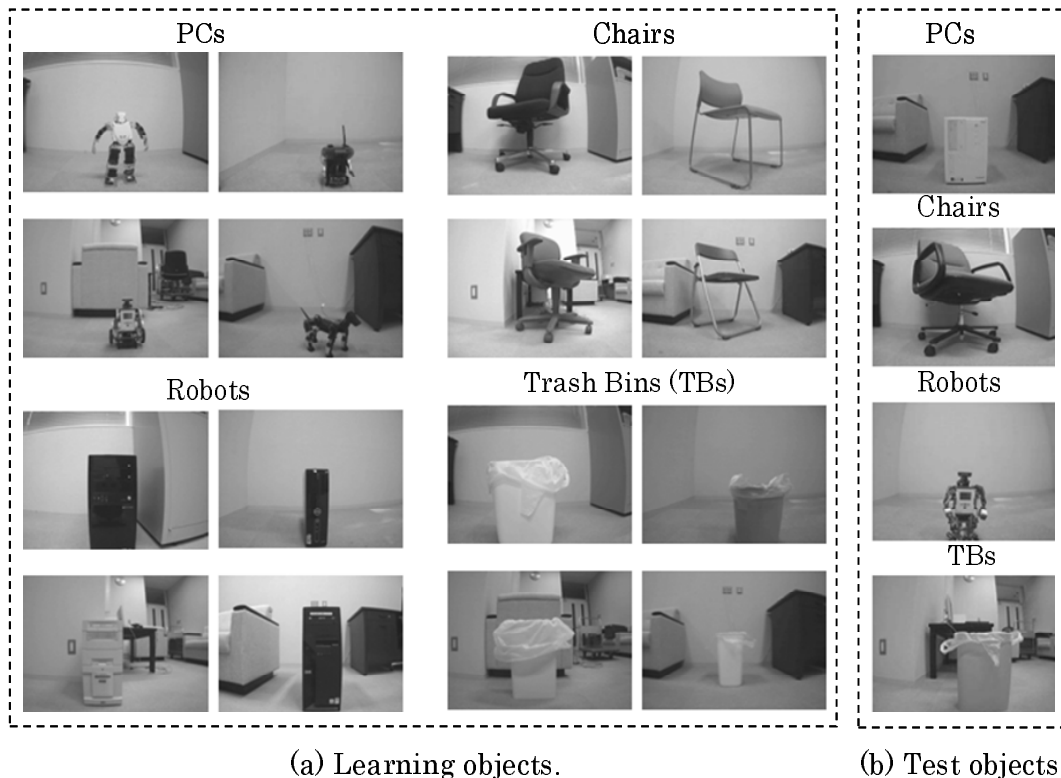 PCs
Chairs
Robots
Trash Bins (TBs)
(a) Learning objects.
PCs
Chairs
Robots
TBs
(b) Test objects